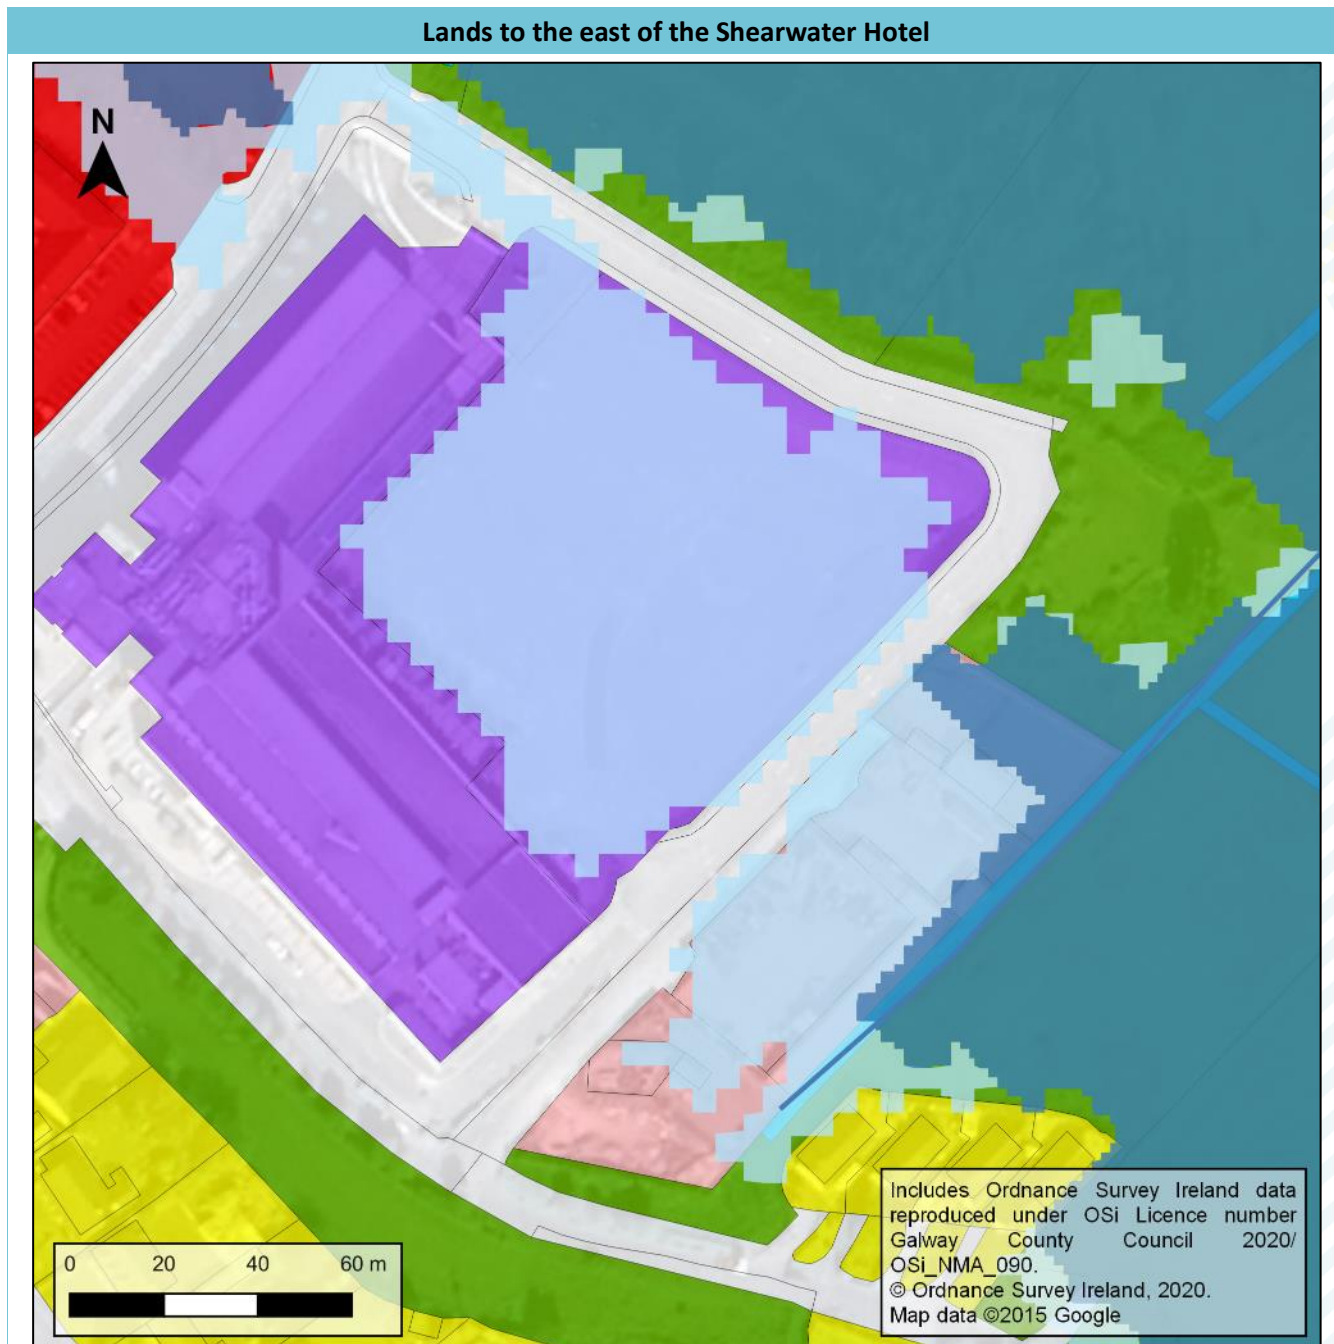 Lands to the east of the Shearwater Hotel
N
0 20 40 60 m
Includes Ordnance Survey Ireland data
reproduced under OSi Licence number
Galway County Council 2020/
OSi_NMA_090.
© Ordnance Survey Ireland, 2020.
Map data ©2015 Google